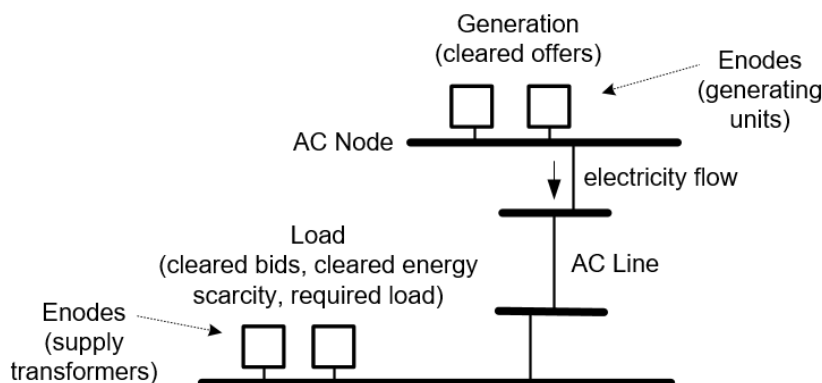 Generation
(cleared offers)
Enodes
(generating
units)
AC Node
electricity flow
Load
(cleared bids, cleared energy
scarcity, required load)
AC Line
Enodes
(supply
transformers)